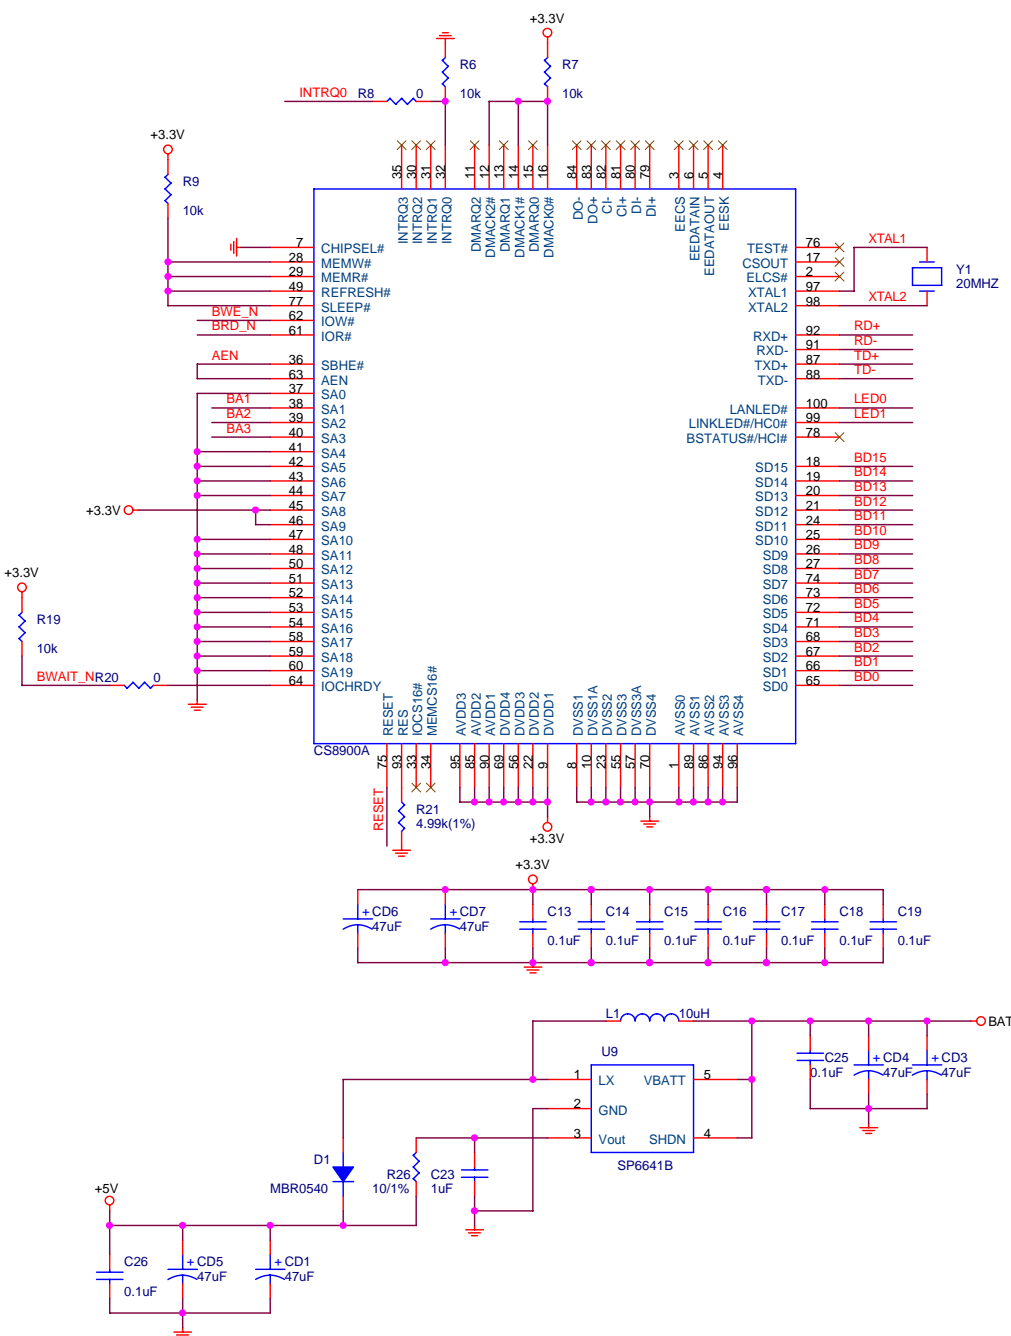 +3.3V
R6
10k
R7
10k
INTRQ0 R8 0
+3.3V
R9
10k
35 30 31 32 11 12 13 14 15 16 84 83 82 81 80 79 3 6 5 4
INTRQ3 INTRQ2 INTRQ1 INTRQ0 DMARQ2 DMACK2# DMARQ1 DMACK1# DMARQ0 DMACK0# DO- DO+ CI- CI+ DI- DI+ EECS EEDATAIN EEDATAOUT EESK
7 CHIPSEL#
28 MEMW#
29 MEMR#
49 REFRESH#
77 SLEEP#
BWE_N 62 IOW#
BRD_N 61 IOR#
AEN 36 SBHE#
63 AEN
37 SA0
BA1 38 SA1
BA2 39 SA2
BA3 40 SA3
41 SA4
42 SA5
43 SA6
44 SA7
+3.3V 45 SA8
46 SA9
47 SA10
48 SA11
50 SA12
51 SA13
52 SA14
53 SA15
54 SA16
58 SA17
59 SA18
60 SA19
64 IOCHRDY
+3.3V
R19
10k
BWAIT_N R20 0
TEST# 76
CSOUT 17
ELCS# 2
XTAL1 97 XTAL1
XTAL2 98 XTAL2
Y1
20MHZ
RXD+ 92 RD+
RXD- 91 RD-
TXD+ 87 TD+
TXD- 88 TD-
LANLED# 100 LED0
LINKLED#/HC0# 99 LED1
BSTATUS#/HCI# 78
SD15 18 BD15
SD14 19 BD14
SD13 20 BD13
SD12 21 BD12
SD11 24 BD11
SD10 25 BD10
SD9 26 BD9
SD8 27 BD8
SD7 74 BD7
SD6 73 BD6
SD5 72 BD5
SD4 71 BD4
SD3 68 BD3
SD2 67 BD2
SD1 66 BD1
SD0 65 BD0
RESET RES IOCS16# MEMCS16# AVDD3 AVDD2 AVDD1 DVDD4 DVDD3 DVDD2 DVDD1 DVSS1 DVSS1A DVSS2 DVSS3 DVSS3A DVSS4 AVSS0 AVSS1 AVSS2 AVSS3 AVSS4
CS8900A
75 93 33 34 95 85 90 69 56 22 9 8 10 23 55 57 70 1 89 86 94 96
RESET
R21
4.99k(1%)
+3.3V
+3.3V
+ CD6
47uF
+ CD7
47uF
C13
0.1uF
C14
0.1uF
C15
0.1uF
C16
0.1uF
C17
0.1uF
C18
0.1uF
C19
0.1uF
L1 10uH
BAT
U9
1 LX VBATT 5
2 GND
3 Vout SHDN 4
SP6641B
C25
0.1uF
+ CD4
47uF
+ CD3
47uF
D1
MBR0540
R26
10/1%
C23
1uF
+5V
C26
0.1uF
+ CD5
47uF
+ CD1
47uF